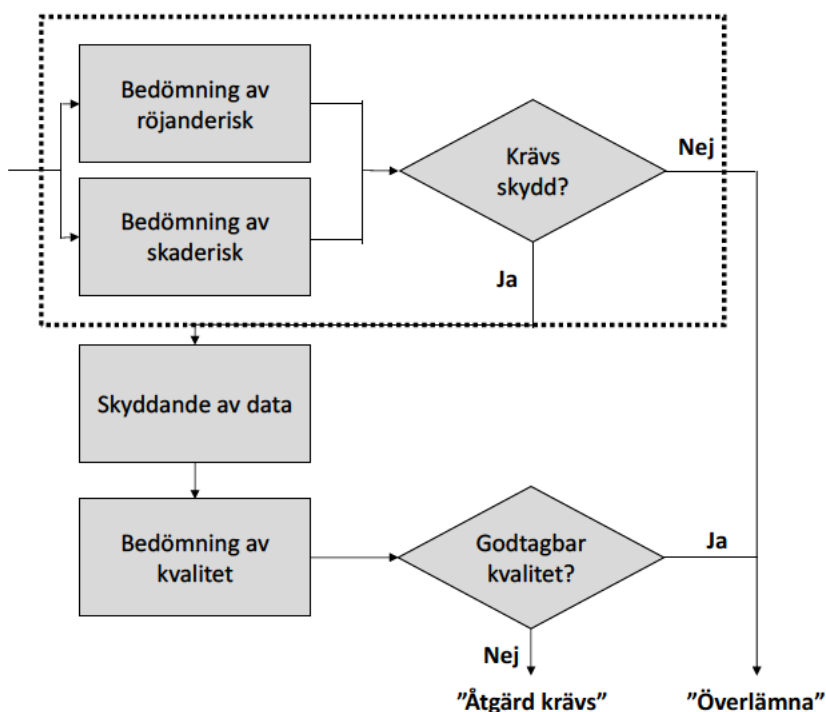 Bedömning av
röjanderisk
Bedömning av
skaderisk
Krävs
skydd?
Nej
Ja
Skyddande av data
Bedömning av
kvalitet
Godtagbar
kvalitet?
Ja
Nej
”Åtgärd krävs”
”Överlämna”